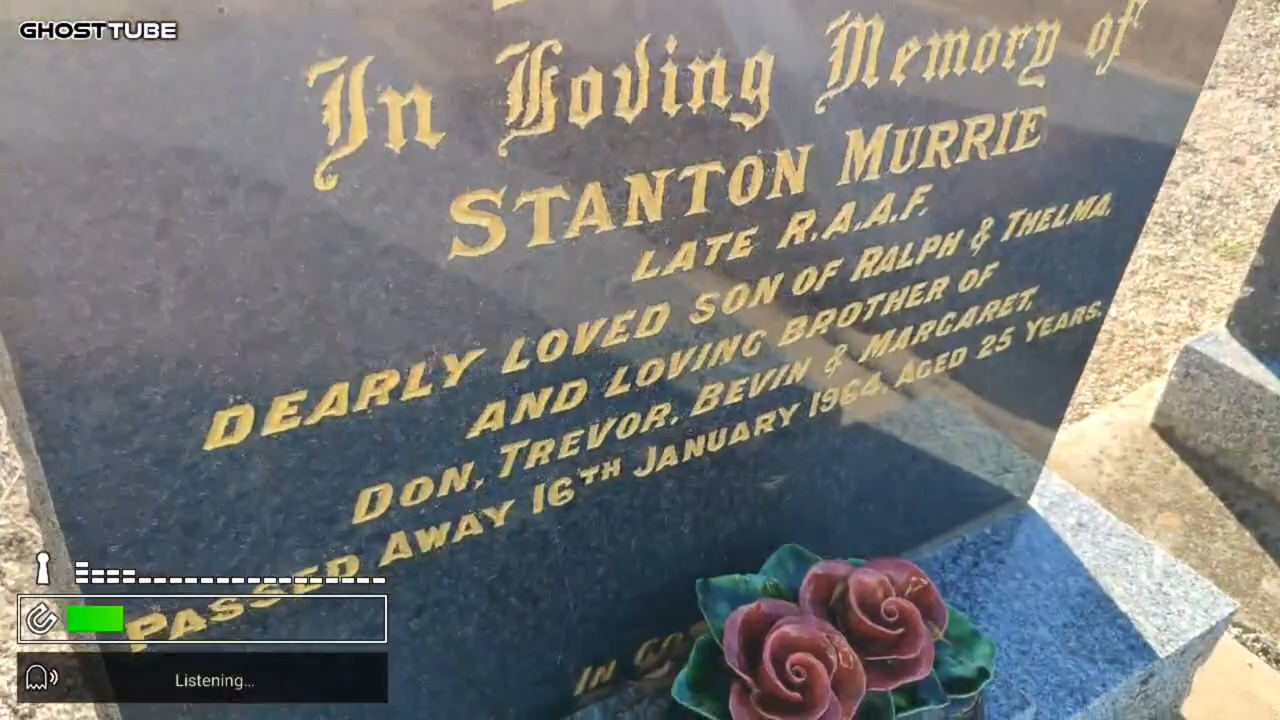 GHOSTTUBE
In Loving Memory of
STANTON MURRIE
LATE R.A.A.F.
DEARLY LOVED SON OF RALPH & THELMA,
AND LOVING BROTHER OF
DON, TREVOR, BEVIN & MARGARET,
PASSED AWAY 16TH JANUARY 1964, AGED 25 YEARS.
IN
Listening...